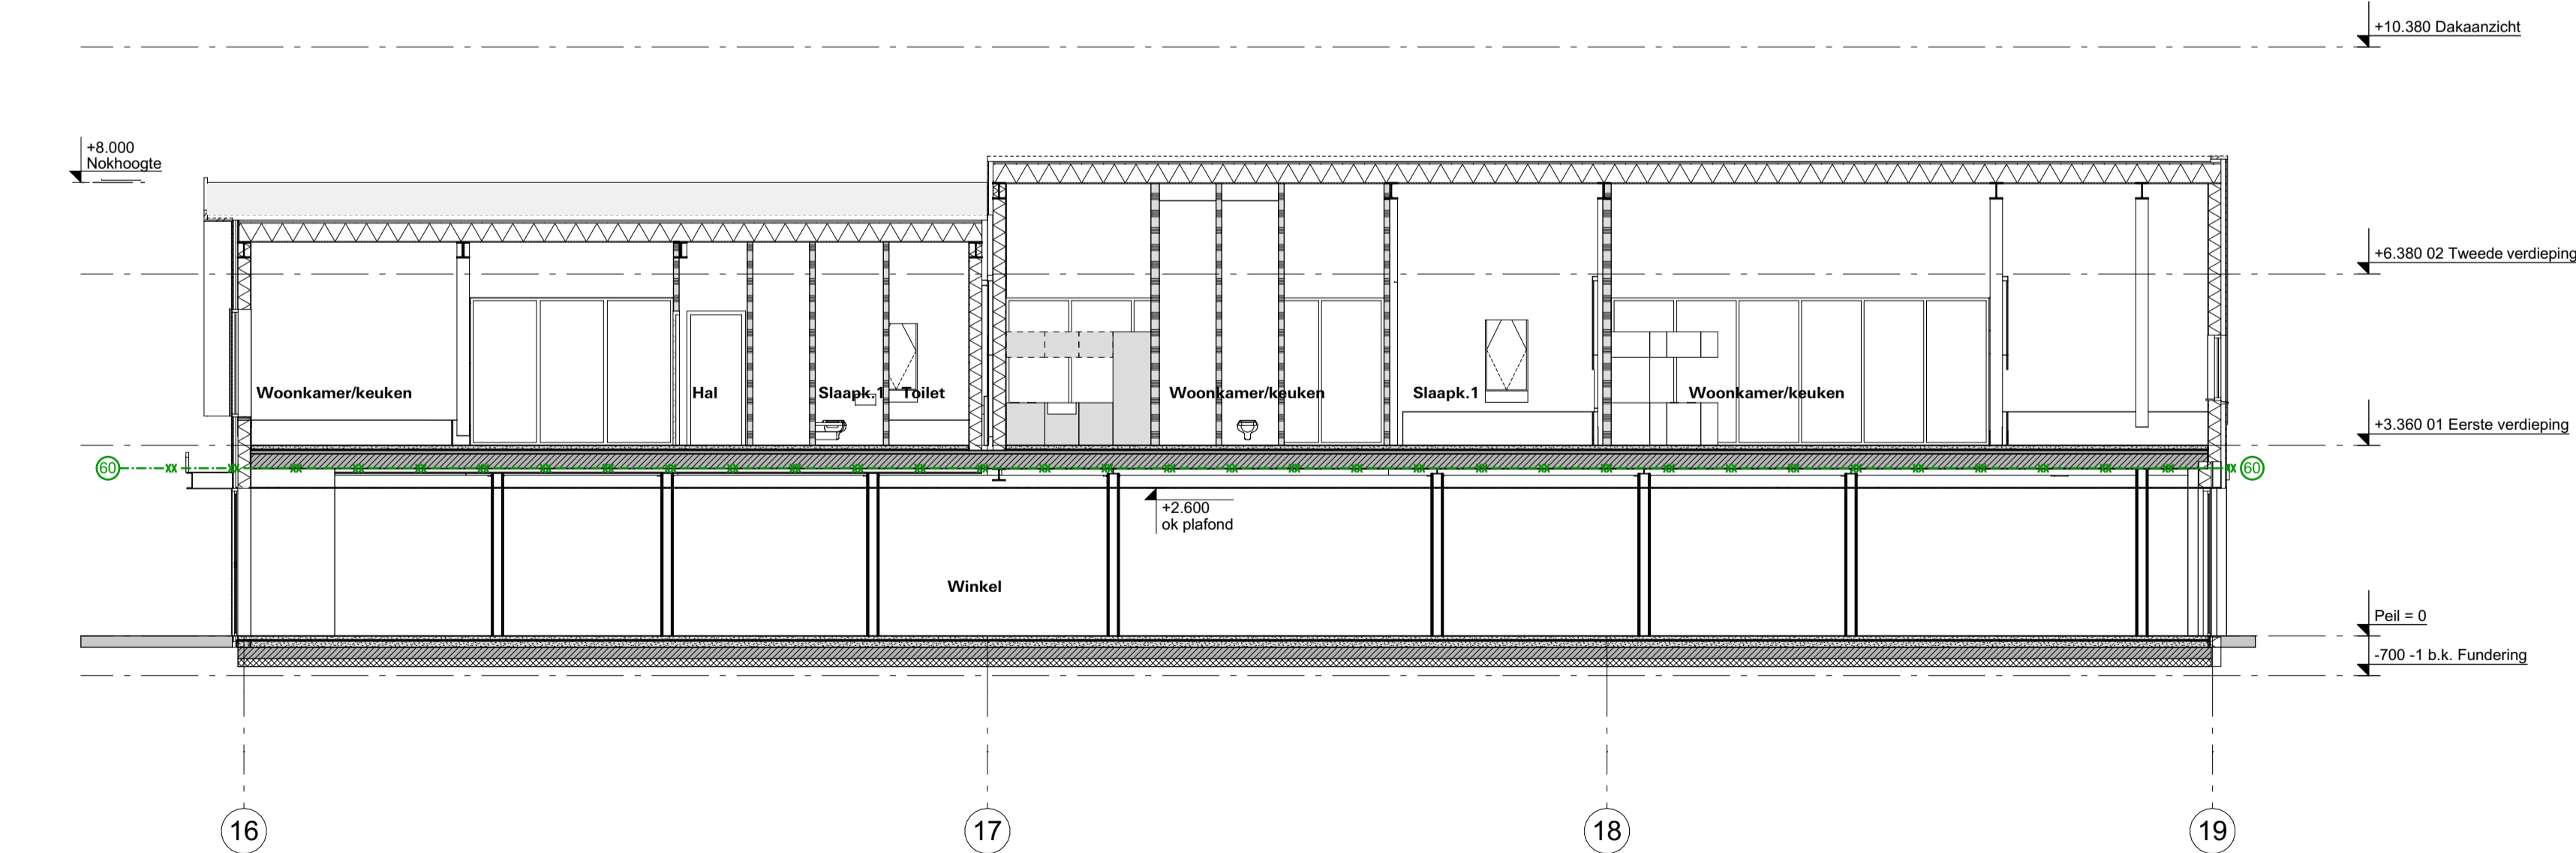 +10.380 Dakaanzicht
+8.000
Nokhoogte
+6.380 02 Tweede verdieping
Woonkamer/keuken
Hal
Slaapk.1
Toilet
Woonkamer/keuken
Slaapk.1
Woonkamer/keuken
+3.360 01 Eerste verdieping
60
60
+2.600
ok plafond
Winkel
Peil = 0
-700 -1 b.k. Fundering
16
17
18
19